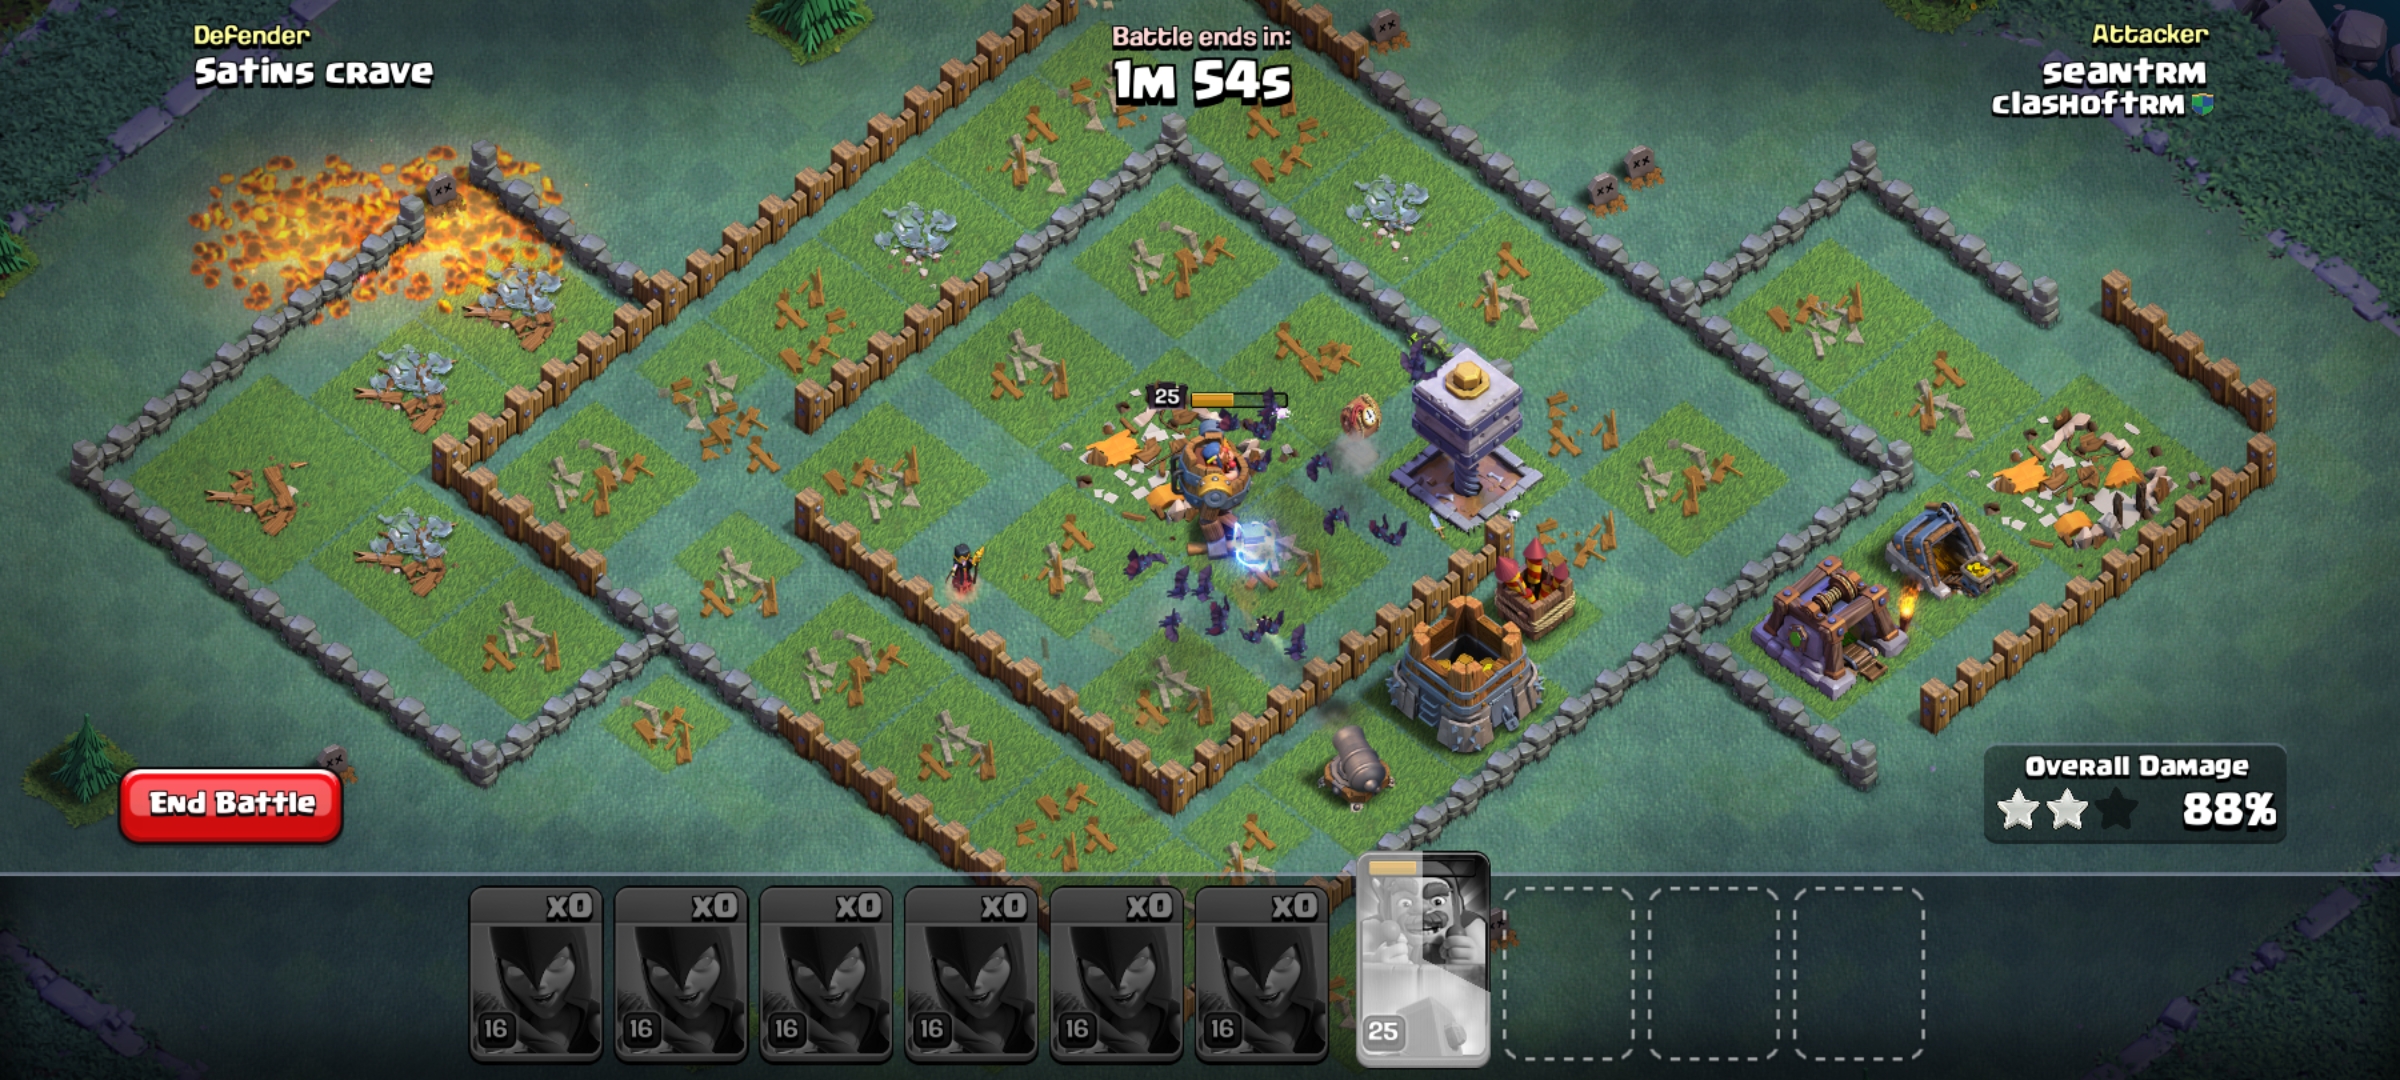 Defender
Satins crave
Battle ends in:
1M 54s
Attacker
seantRM
clashoftRM
25
End Battle
Overall Damage
88%
x0
x0
x0
x0
x0
x0
16
16
16
16
16
16
25